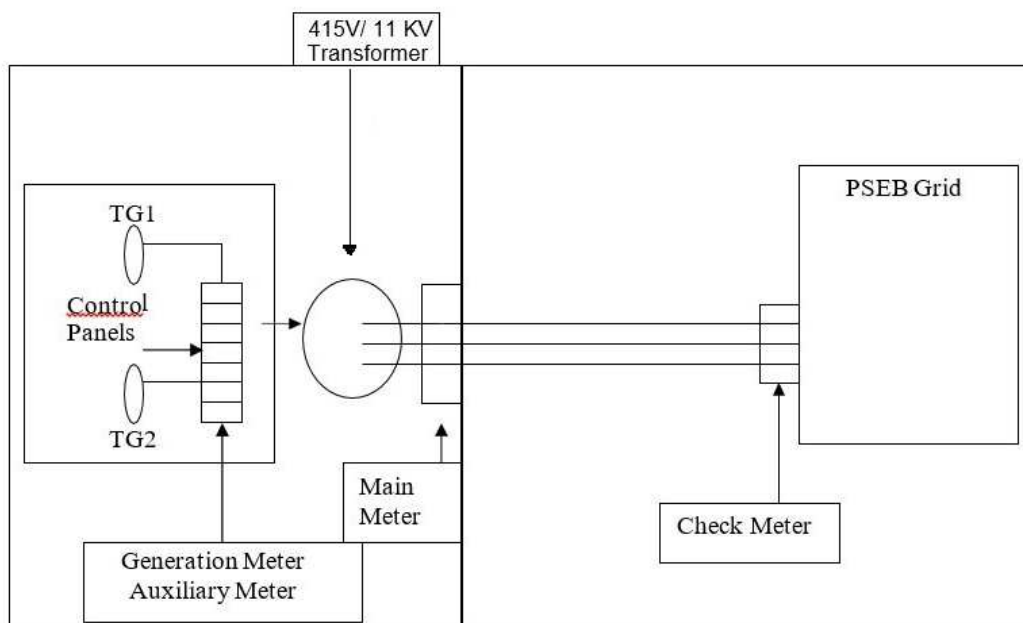 415V/ 11 KV
Transformer
PSEB Grid
TG1
Control
Panels
TG2
Main
Meter
Check Meter
Generation Meter
Auxiliary Meter